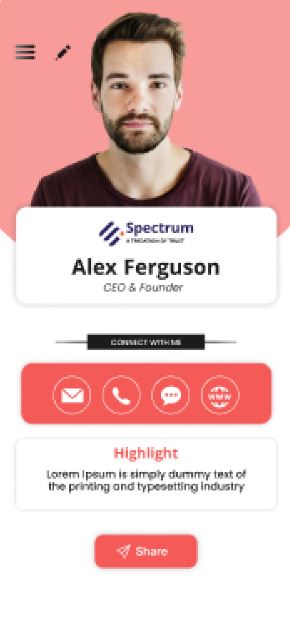 Spectrum
A TREDATION OF TRUST
Alex Ferguson
CEO & Founder
CONNECT WITH ME
WWW
Highlight
Lorem Ipsum is simply dummy text of
the printing and typesetting industry
Share